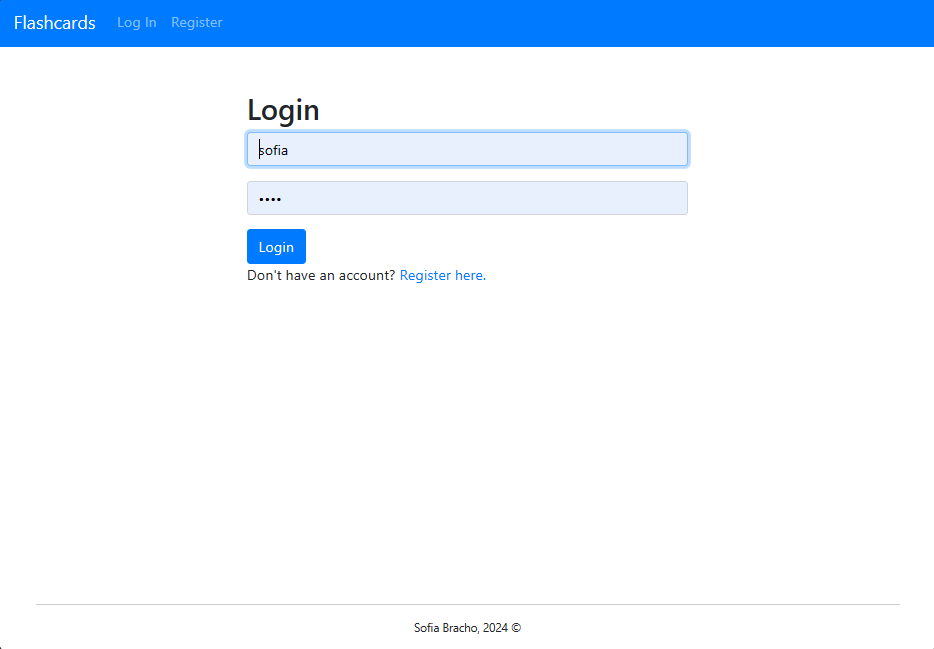 Flashcards Log In Register
Login
sofia
••••
Login
Don't have an account? Register here.
Sofia Bracho, 2024 ©